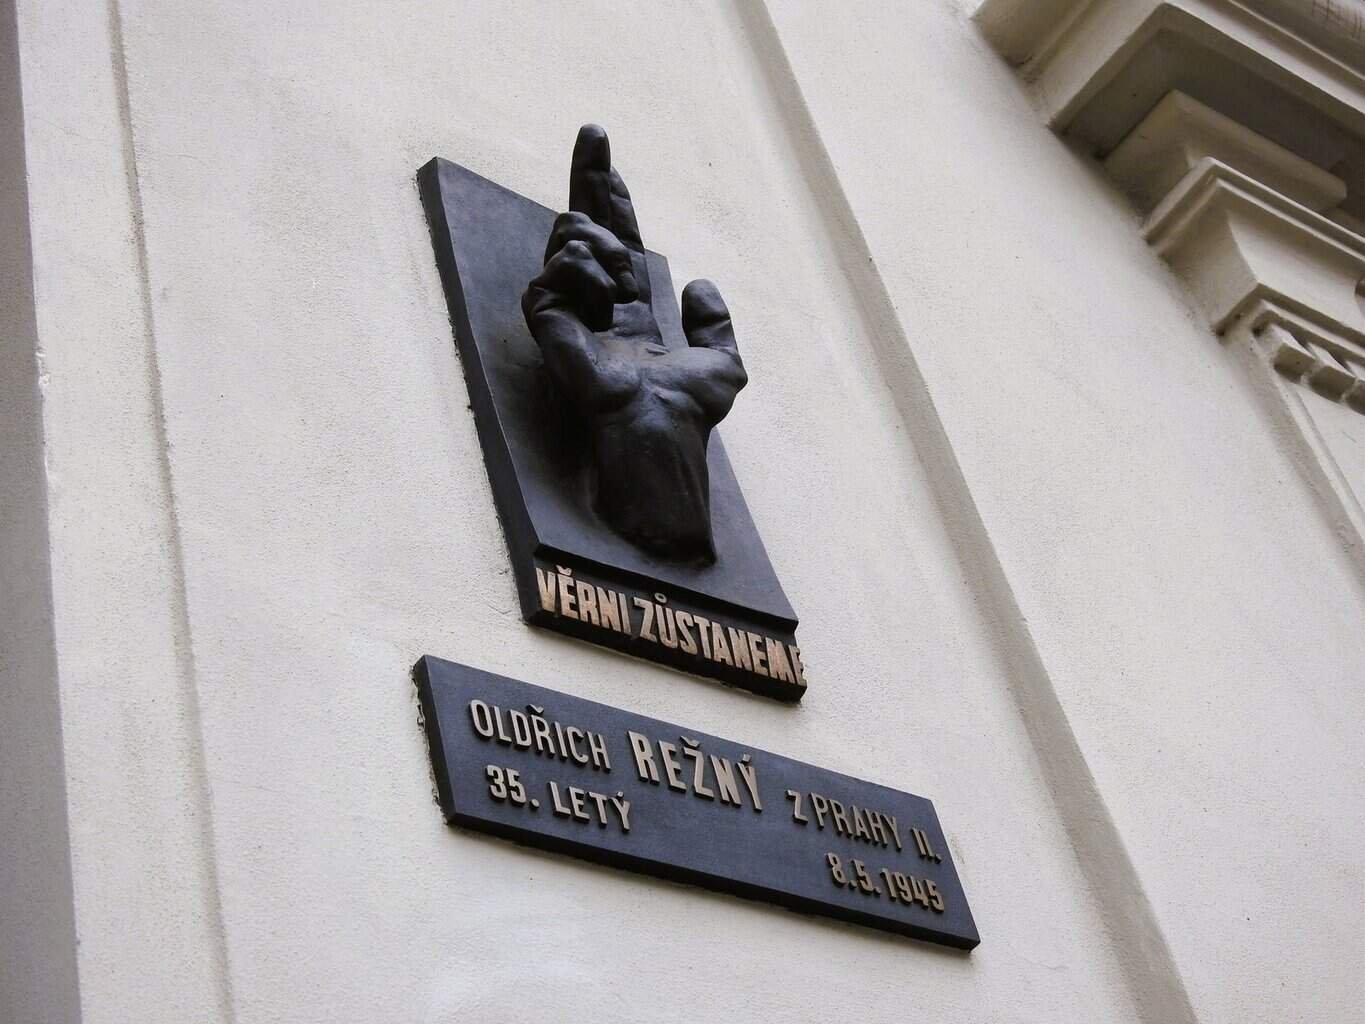 VĚRNI ZŮSTANEME
OLDŘICH REŽNÝ Z PRAHY II.
35. LETÝ 8.5.1945